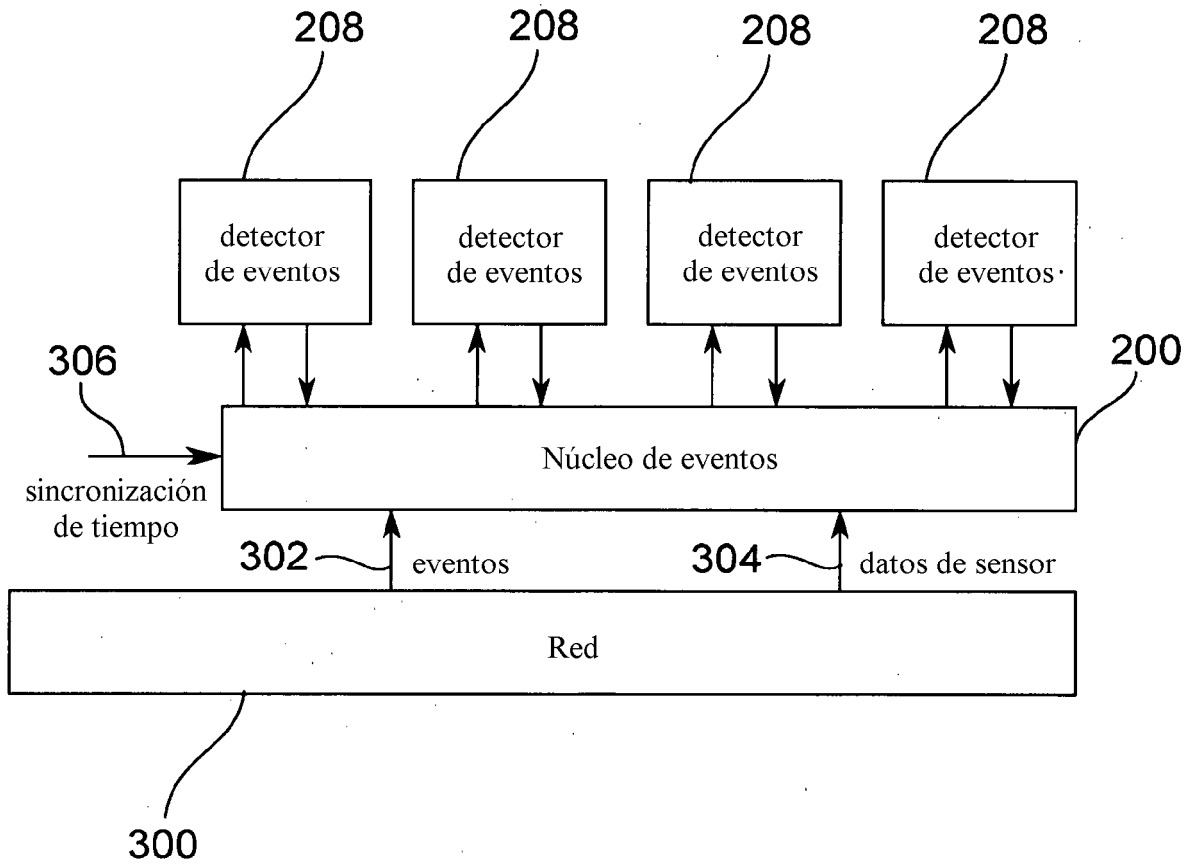 208
208
208
208
detector
de eventos
detector
de eventos
detector
de eventos
detector
de eventos
306
200
Núcleo de eventos
sincronización
de tiempo
302
eventos
304
datos de sensor
Red
300